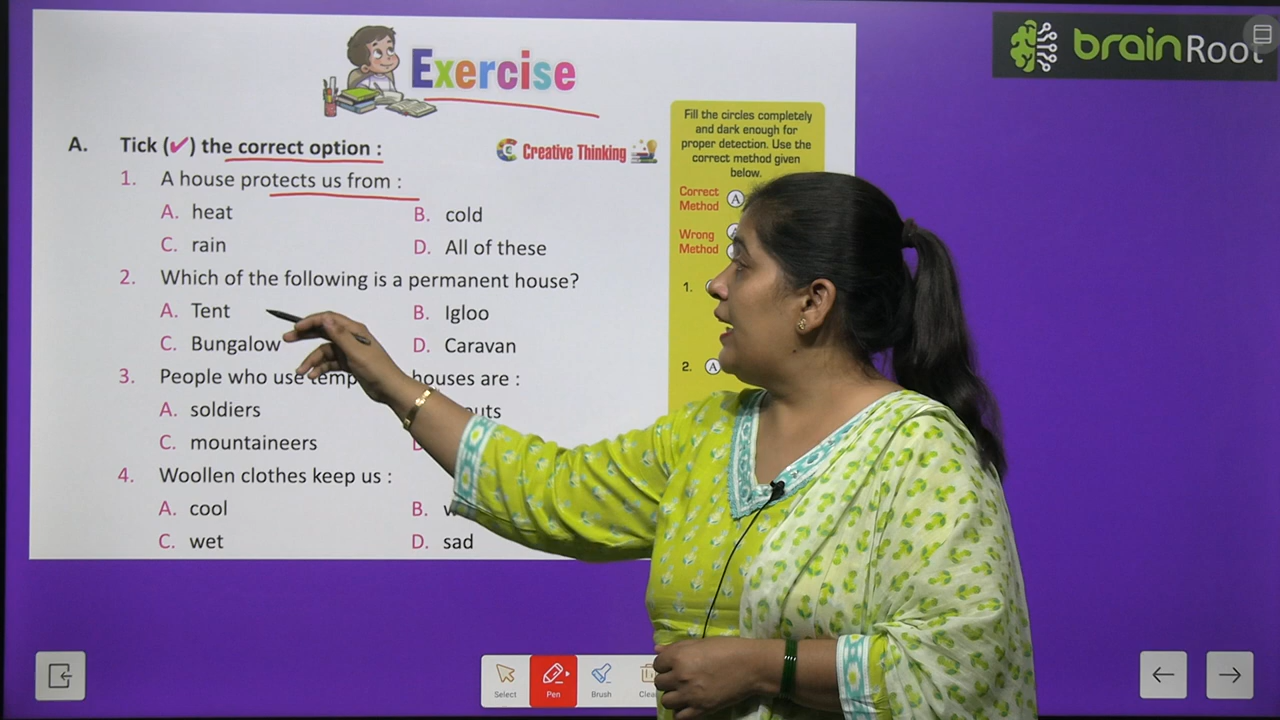 brainRoot
Exercise
A. Tick (✔) the correct option :
Creative Thinking
1. A house protects us from :
A. heat B. cold
C. rain D. All of these
2. Which of the following is a permanent house?
A. Tent B. Igloo
C. Bungalow D. Caravan
3. People who use houses are :
A. soldiers
C. mountaineers
4. Woollen clothes keep us :
A. cool B.
C. wet D. sad
Fill the circles completely
and dark enough for
proper detection. Use the
correct method given
below.
Correct
Method A
Wrong
Method
1.
2. A
Select Pen Brush